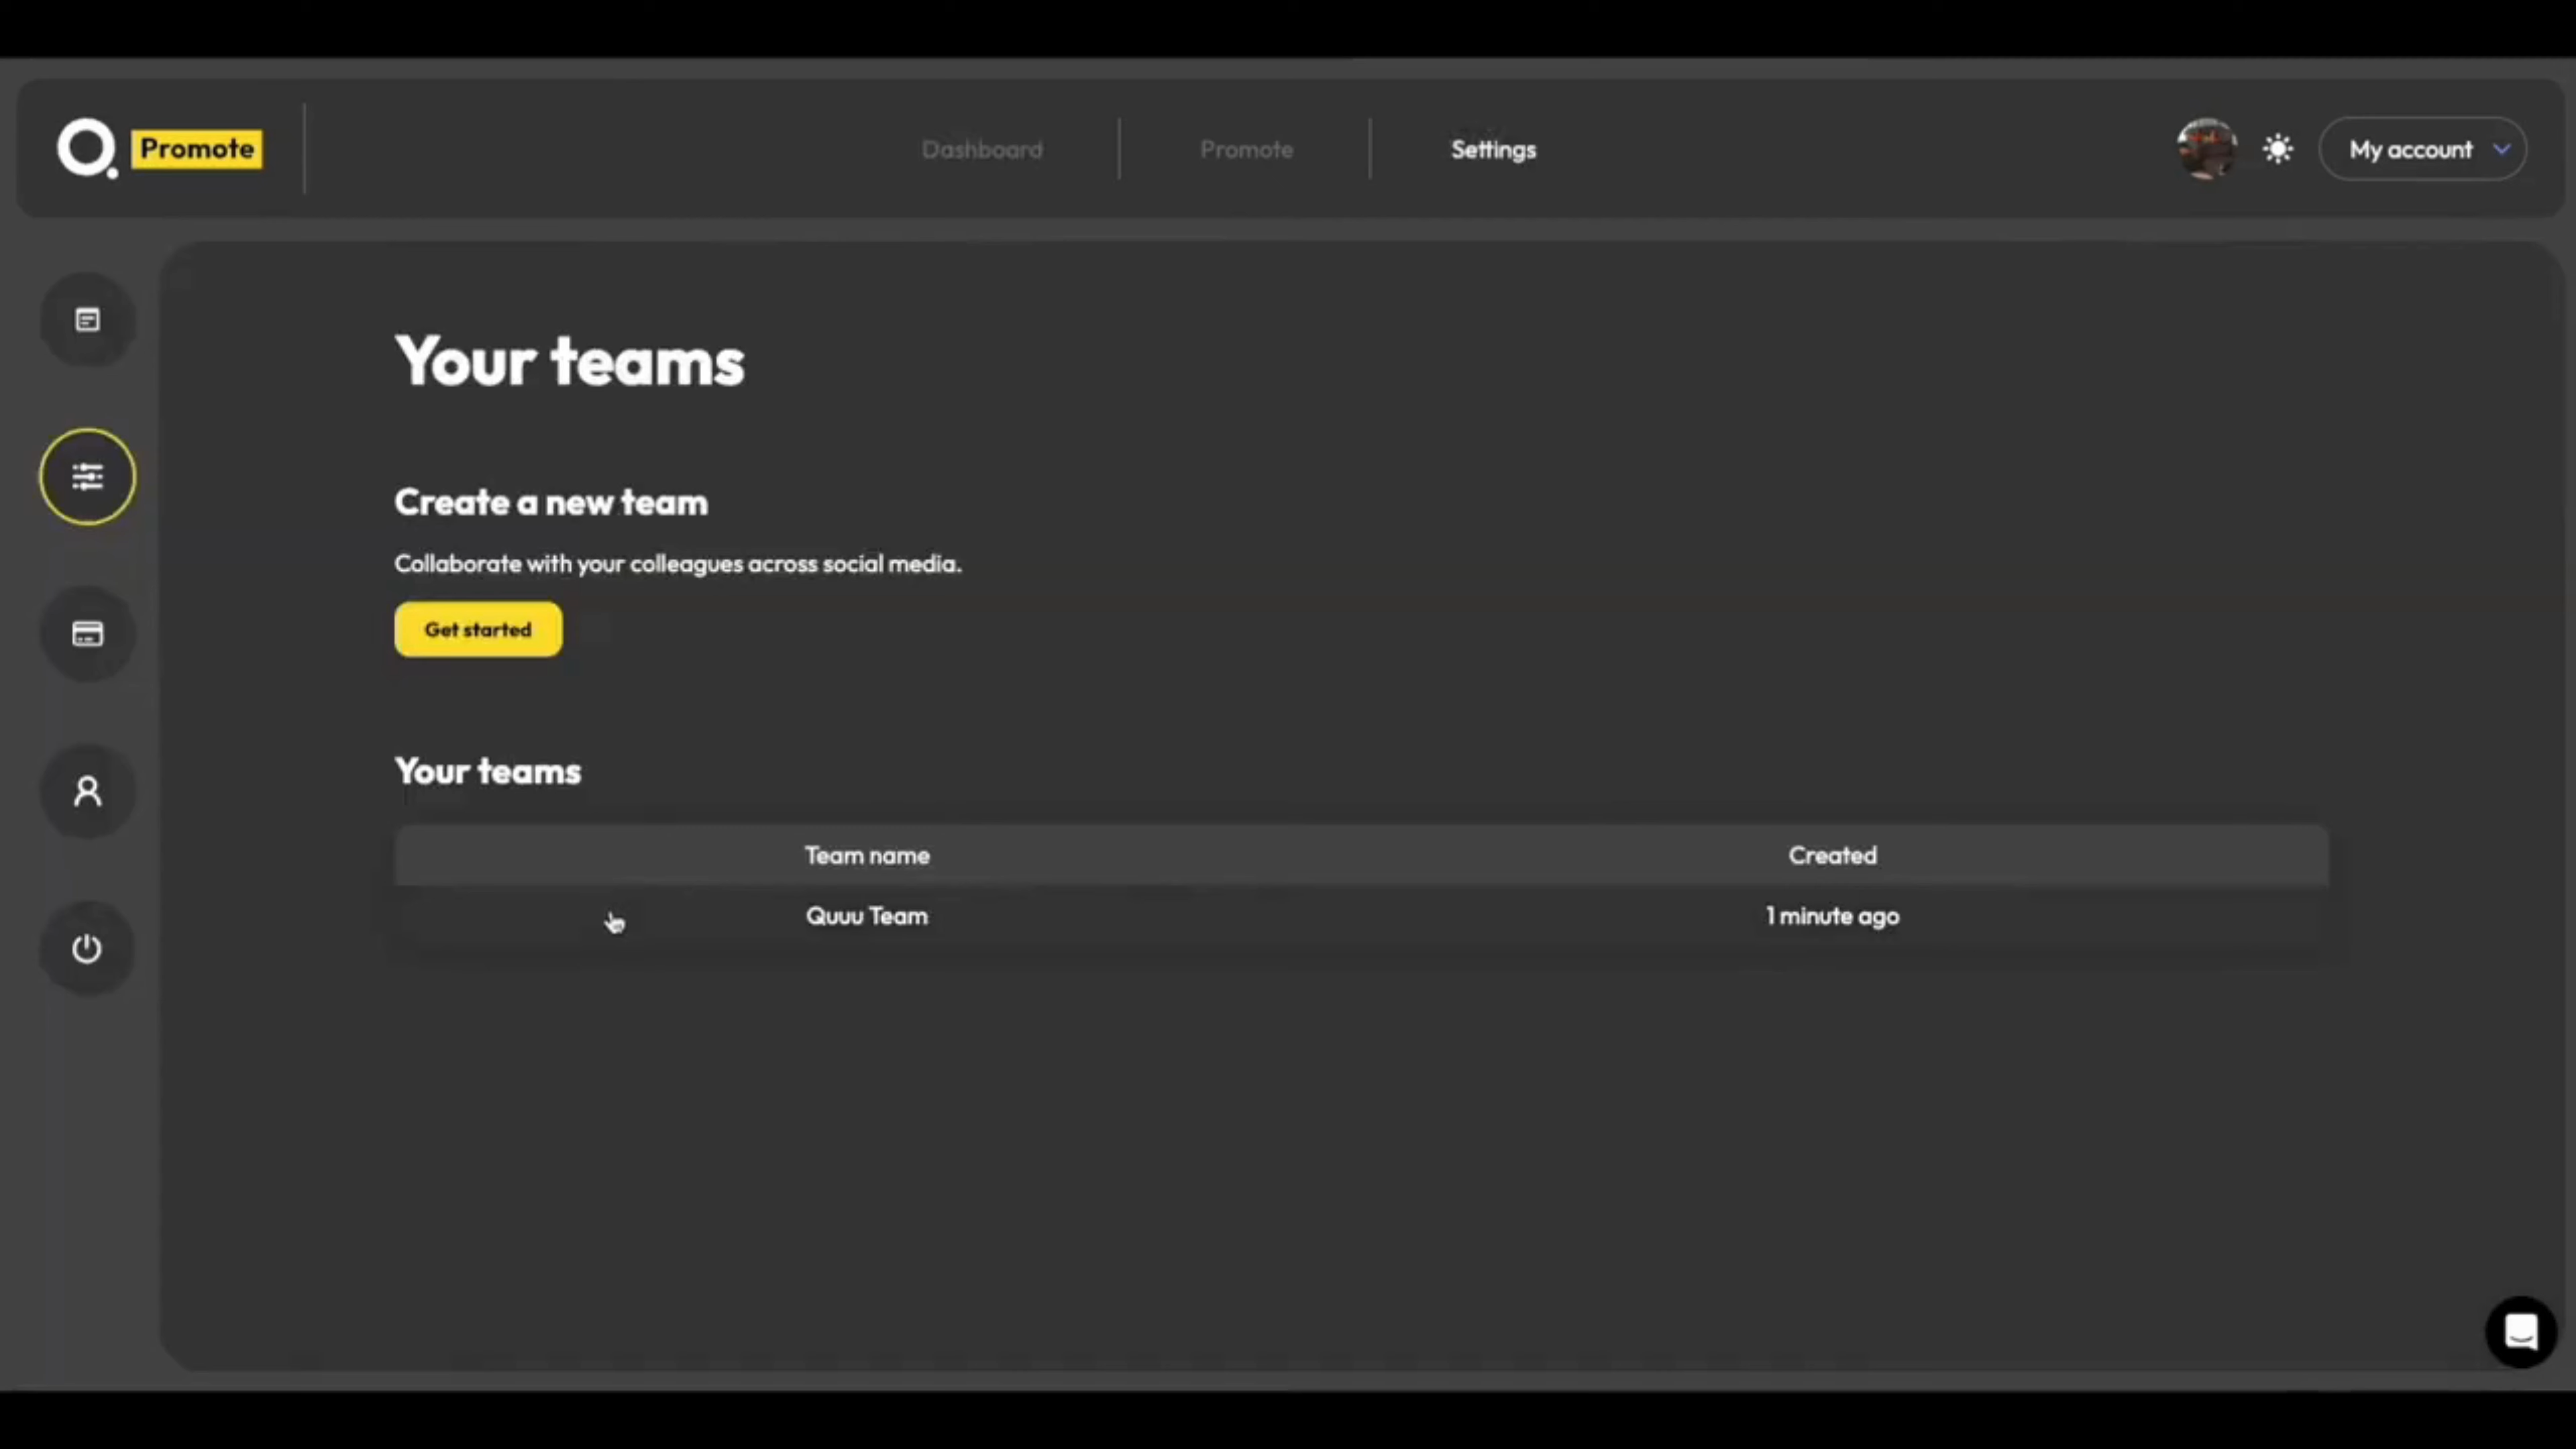 Promote
Dashboard
Promote
Settings
My account
Your teams
Create a new team
Collaborate with your colleagues across social media.
Get started
Your teams
Team name
Created
Quuu Team
1 minute ago